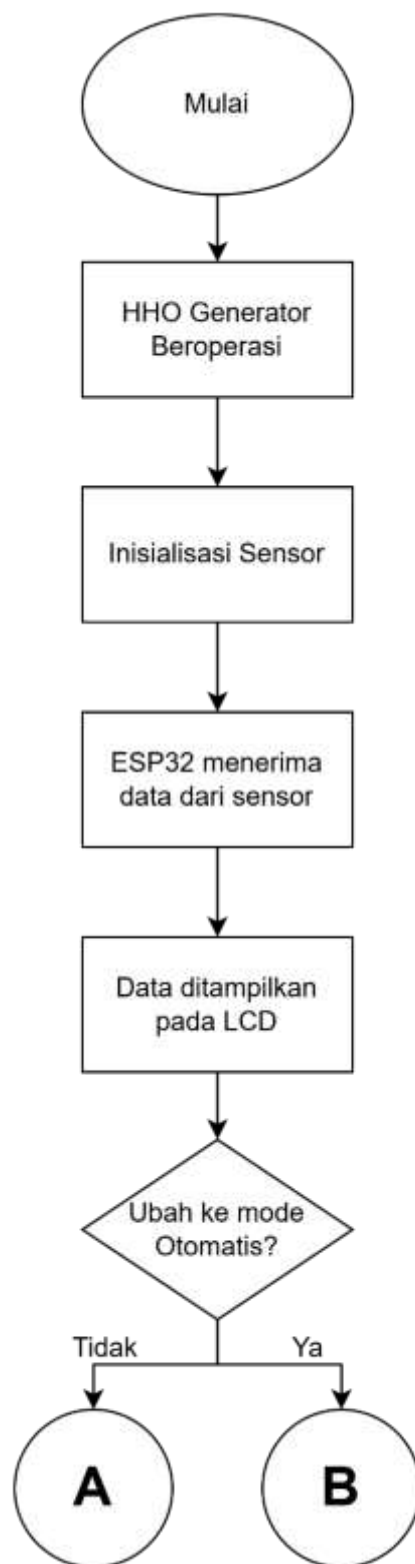 Mulai
HHO Generator
Beroperasi
Inisialisasi Sensor
ESP32 menerima
data dari sensor
Data ditampilkan
pada LCD
Ubah ke mode
Otomatis?
Tidak
Ya
A
B